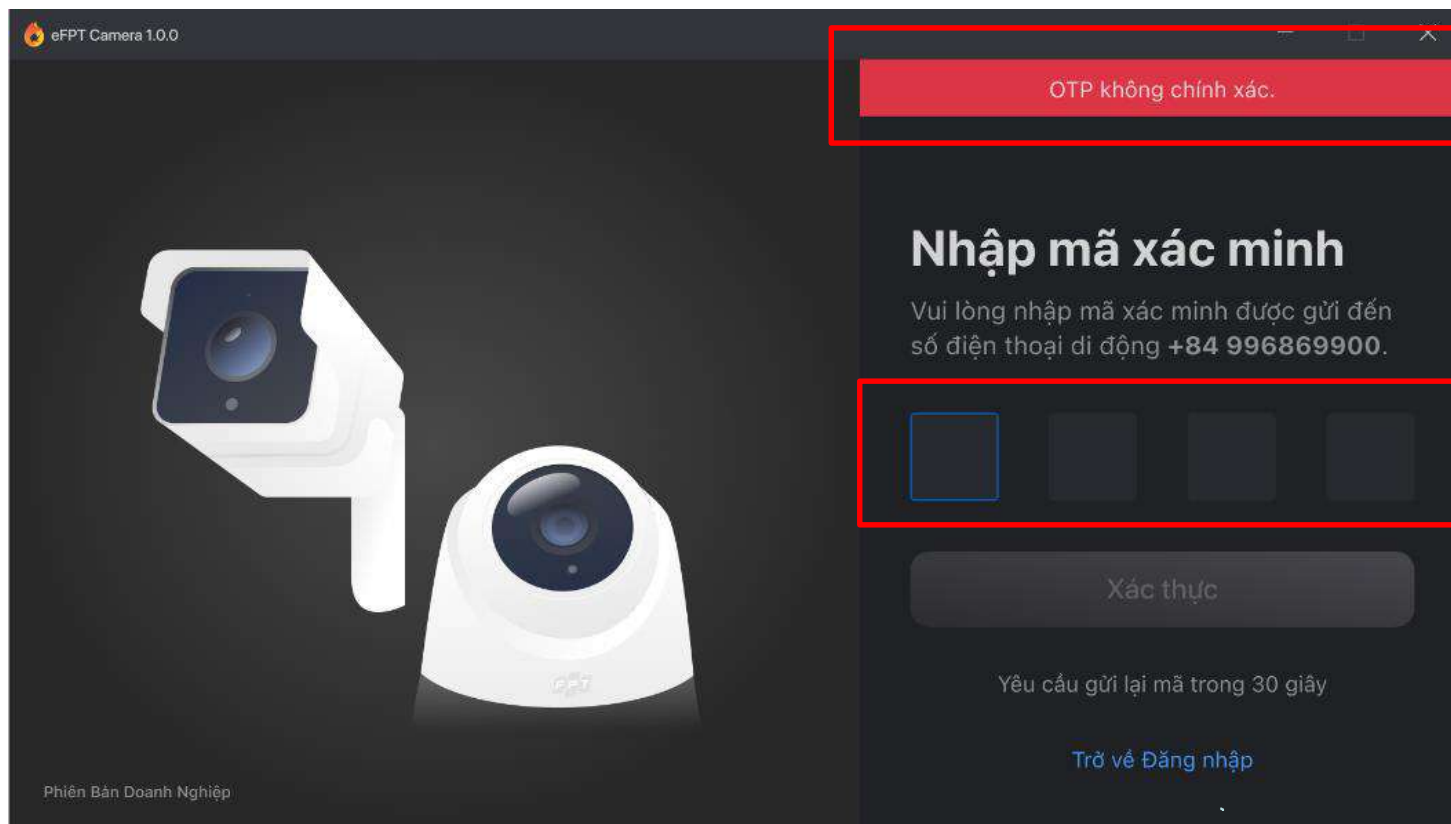 eFPT Camera 1.0.0
OTP không chính xác.
Nhập mã xác minh
Vui lòng nhập mã xác minh được gửi đến
số điện thoại di động +84 996869900.
Xác thực
Yêu cầu gửi lại mã trong 30 giây
Trở về Đăng nhập
FPT
Phiên Bản Doanh Nghiệp